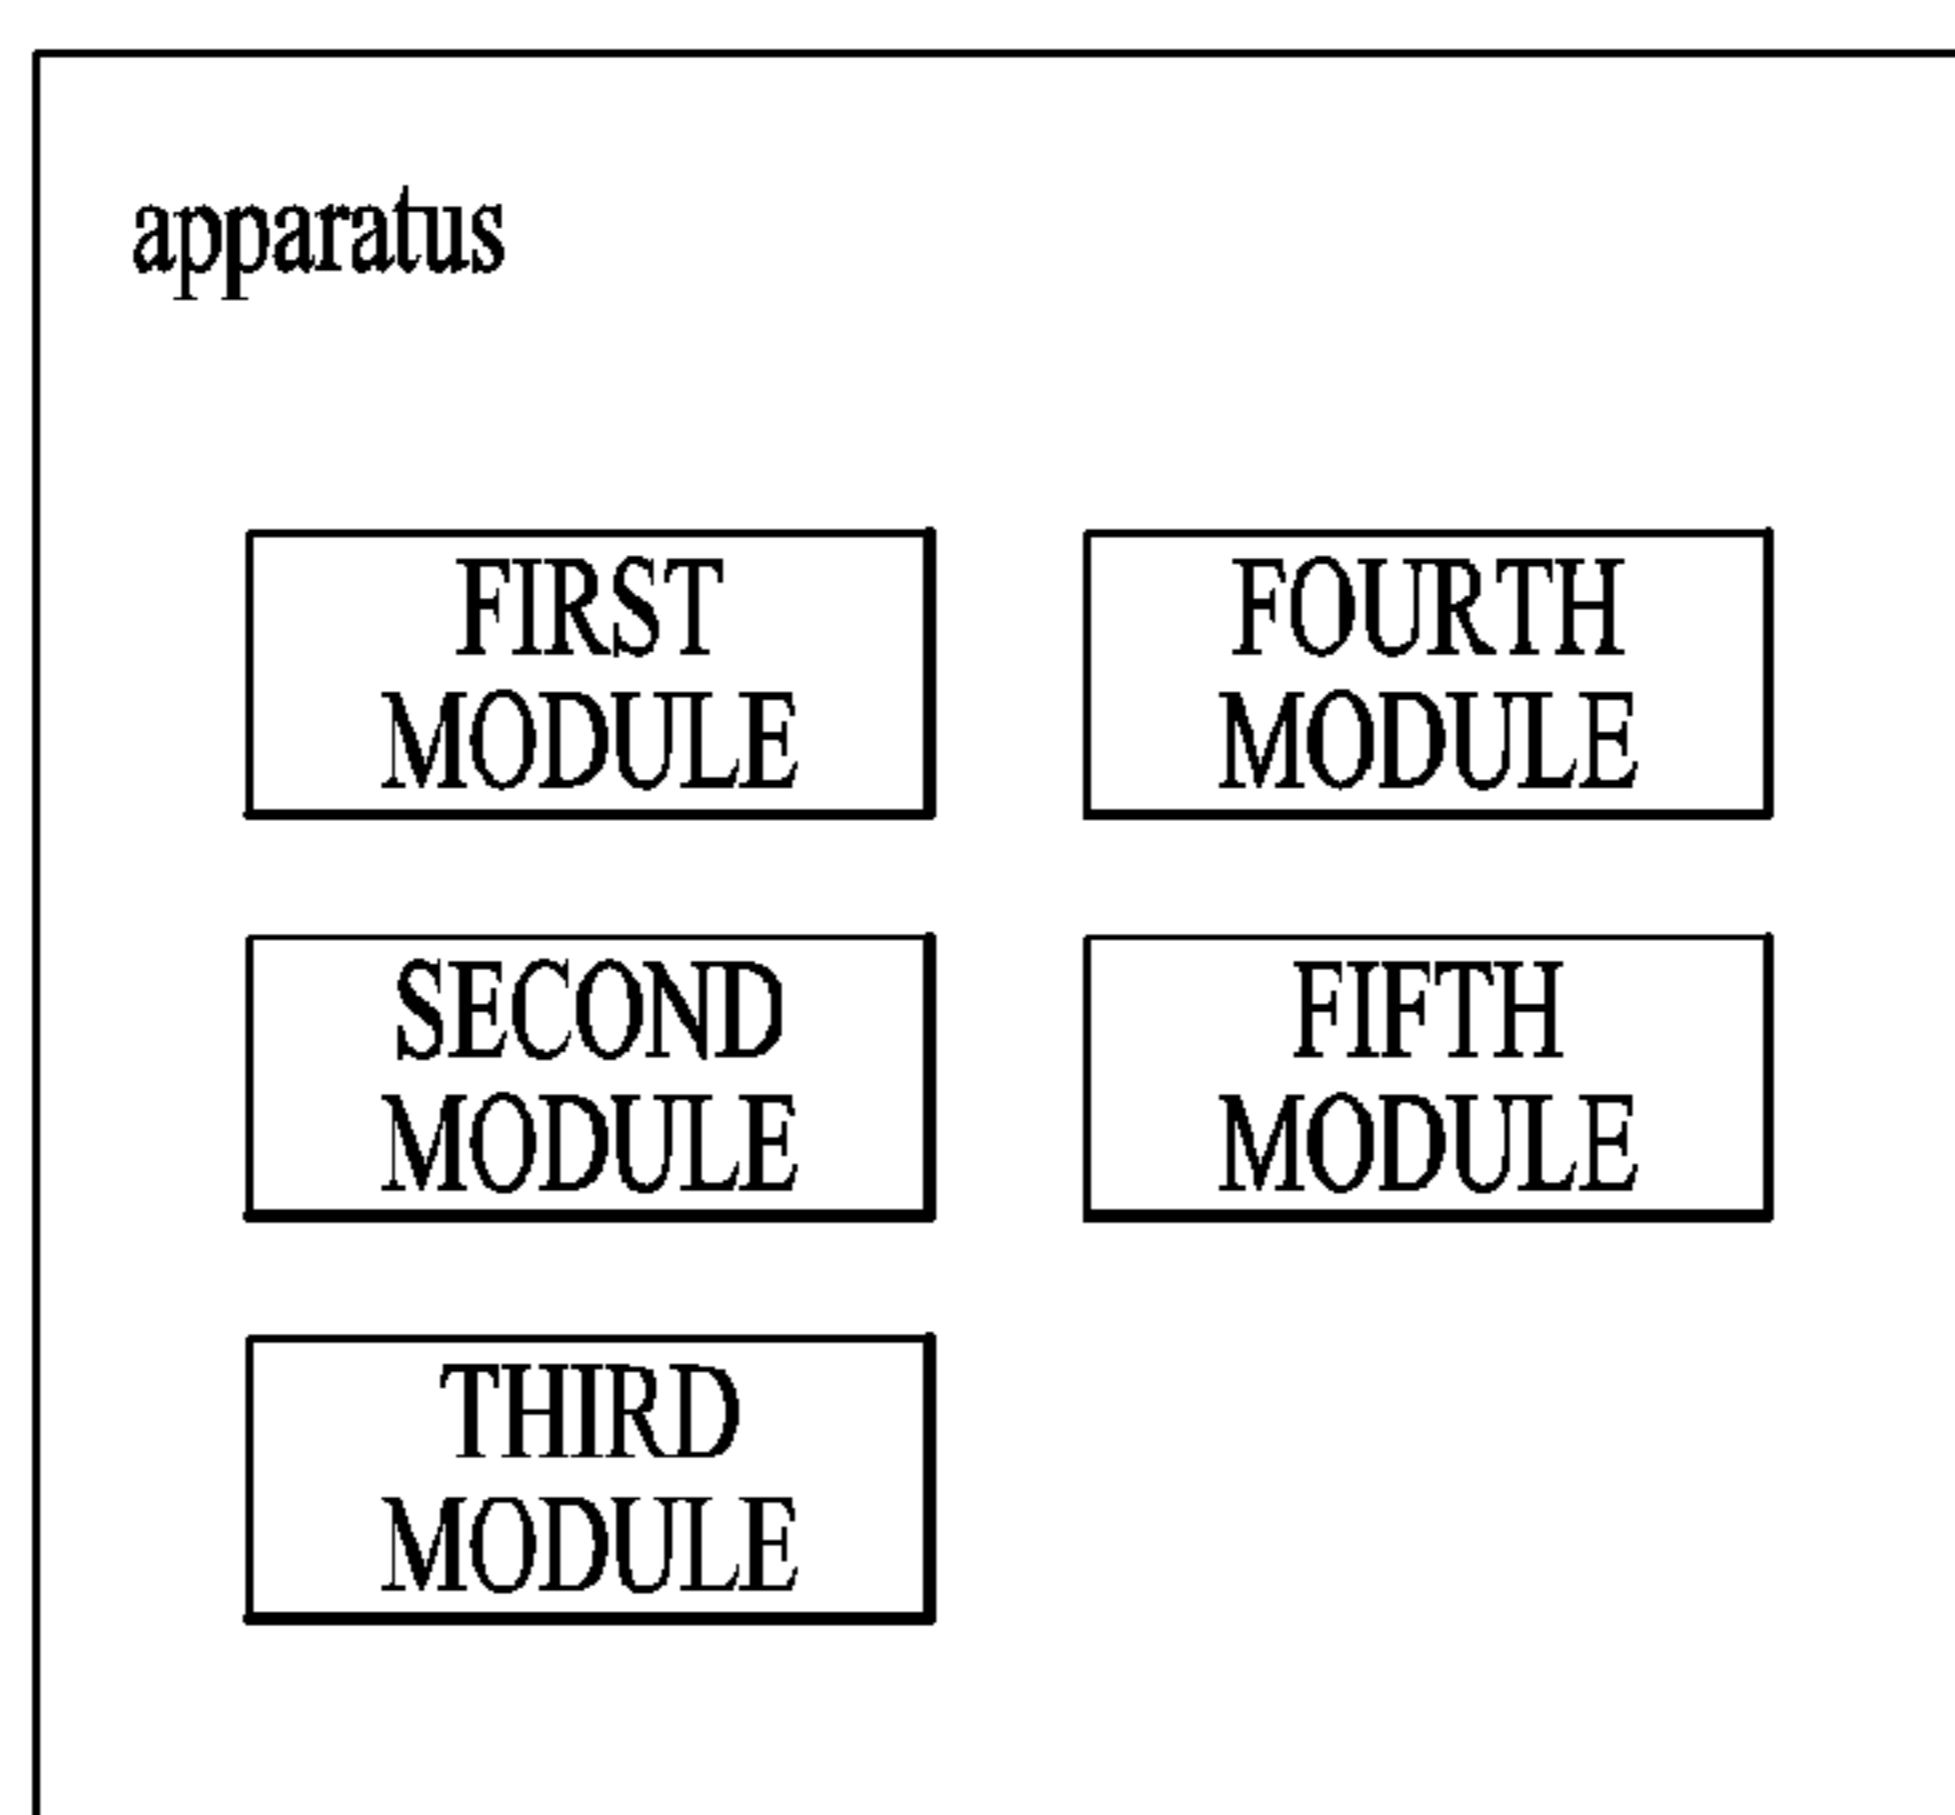 apparatus
FIRST
MODULE
FOURTH
MODULE
SECOND
MODULE
FIFTH
MODULE
THIRD
MODULE